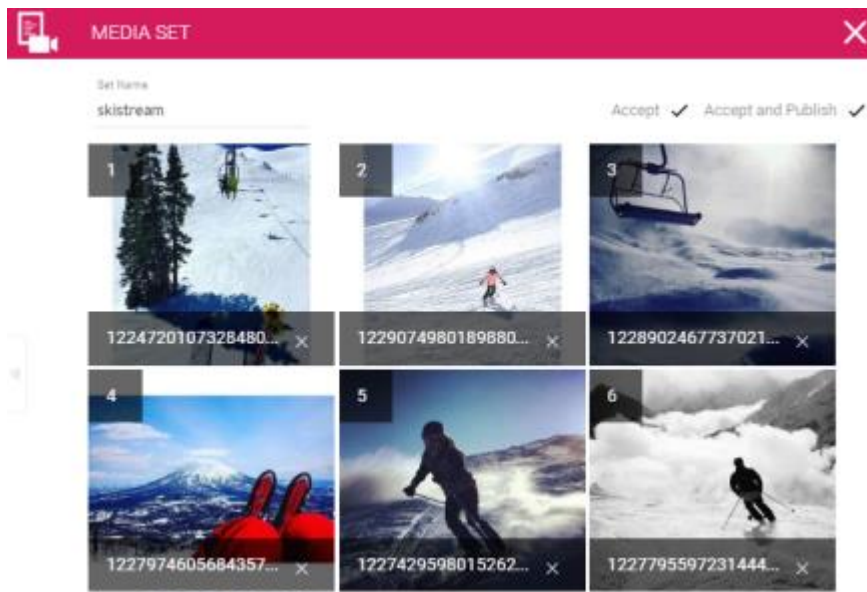 MEDIA SET
Set Name
skistream
Accept Accept and Publish
1 2 3
1224720107328480... 1229074980189880... 1228902467737021...
4 5 6
1227974605684357... 1227429598015262... 1227795597231444...